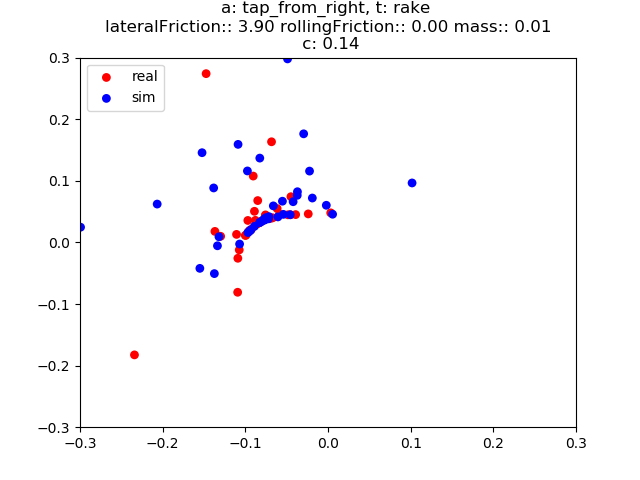 a: tap_from_right, t: rake
lateralFriction:: 3.90 rollingFriction:: 0.00 mass:: 0.01
c: 0.14
real
sim
0.3
0.2
0.1
0.0
−0.1
−0.2
−0.3
−0.3 −0.2 −0.1 0.0 0.1 0.2 0.3